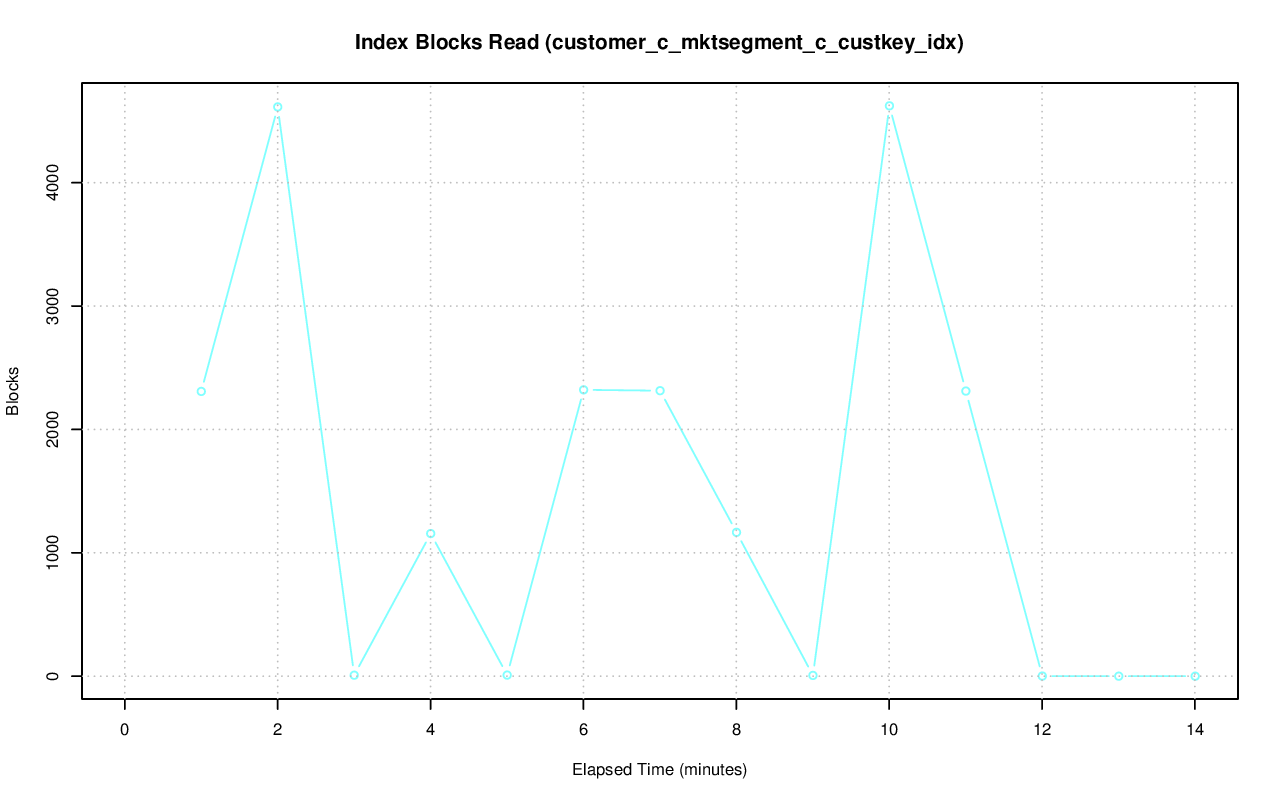 Index Blocks Read (customer_c_mktsegment_c_custkey_idx)
Blocks
4000
3000
2000
1000
0
0 2 4 6 8 10 12 14
Elapsed Time (minutes)